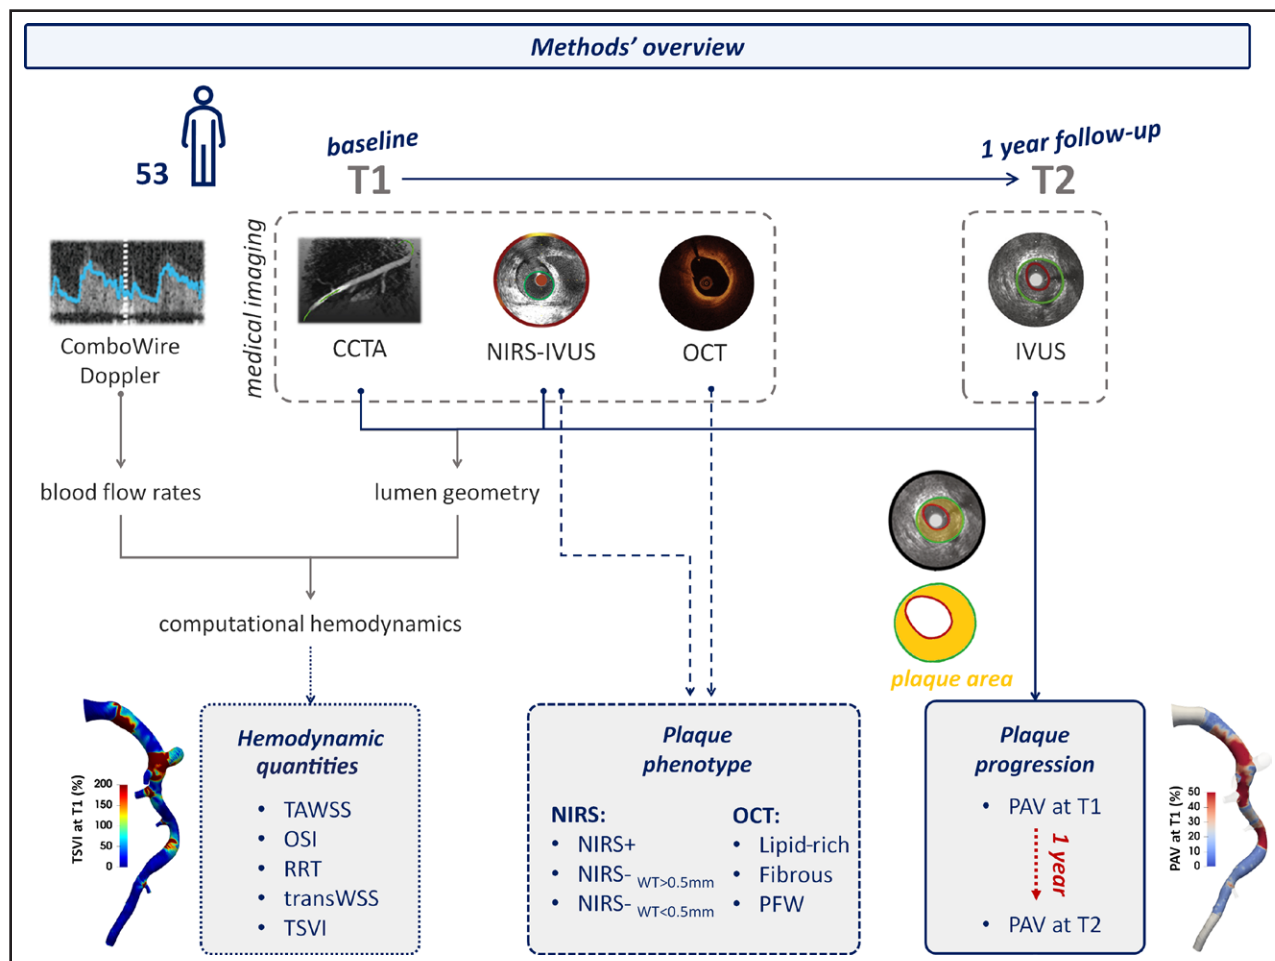 Methods' overview
53
baseline
T1
1 year follow-up
T2
medical imaging
ComboWire
Doppler
CCTA
NIRS-IVUS
OCT
IVUS
blood flow rates
lumen geometry
computational hemodynamics
plaque area
TSVI at T1 (%)
200
150
100
50
0
Hemodynamic
quantities
• TAWSS
• OSI
• RRT
• transWSS
• TSVI
Plaque
phenotype
NIRS:
• NIRS+
• NIRS- WT>0.5mm
• NIRS- WT<0.5mm
OCT:
• Lipid-rich
• Fibrous
• PFW
Plaque
progression
• PAV at T1
1 year
• PAV at T2
PAV at T1 (%)
50
40
30
20
10
0